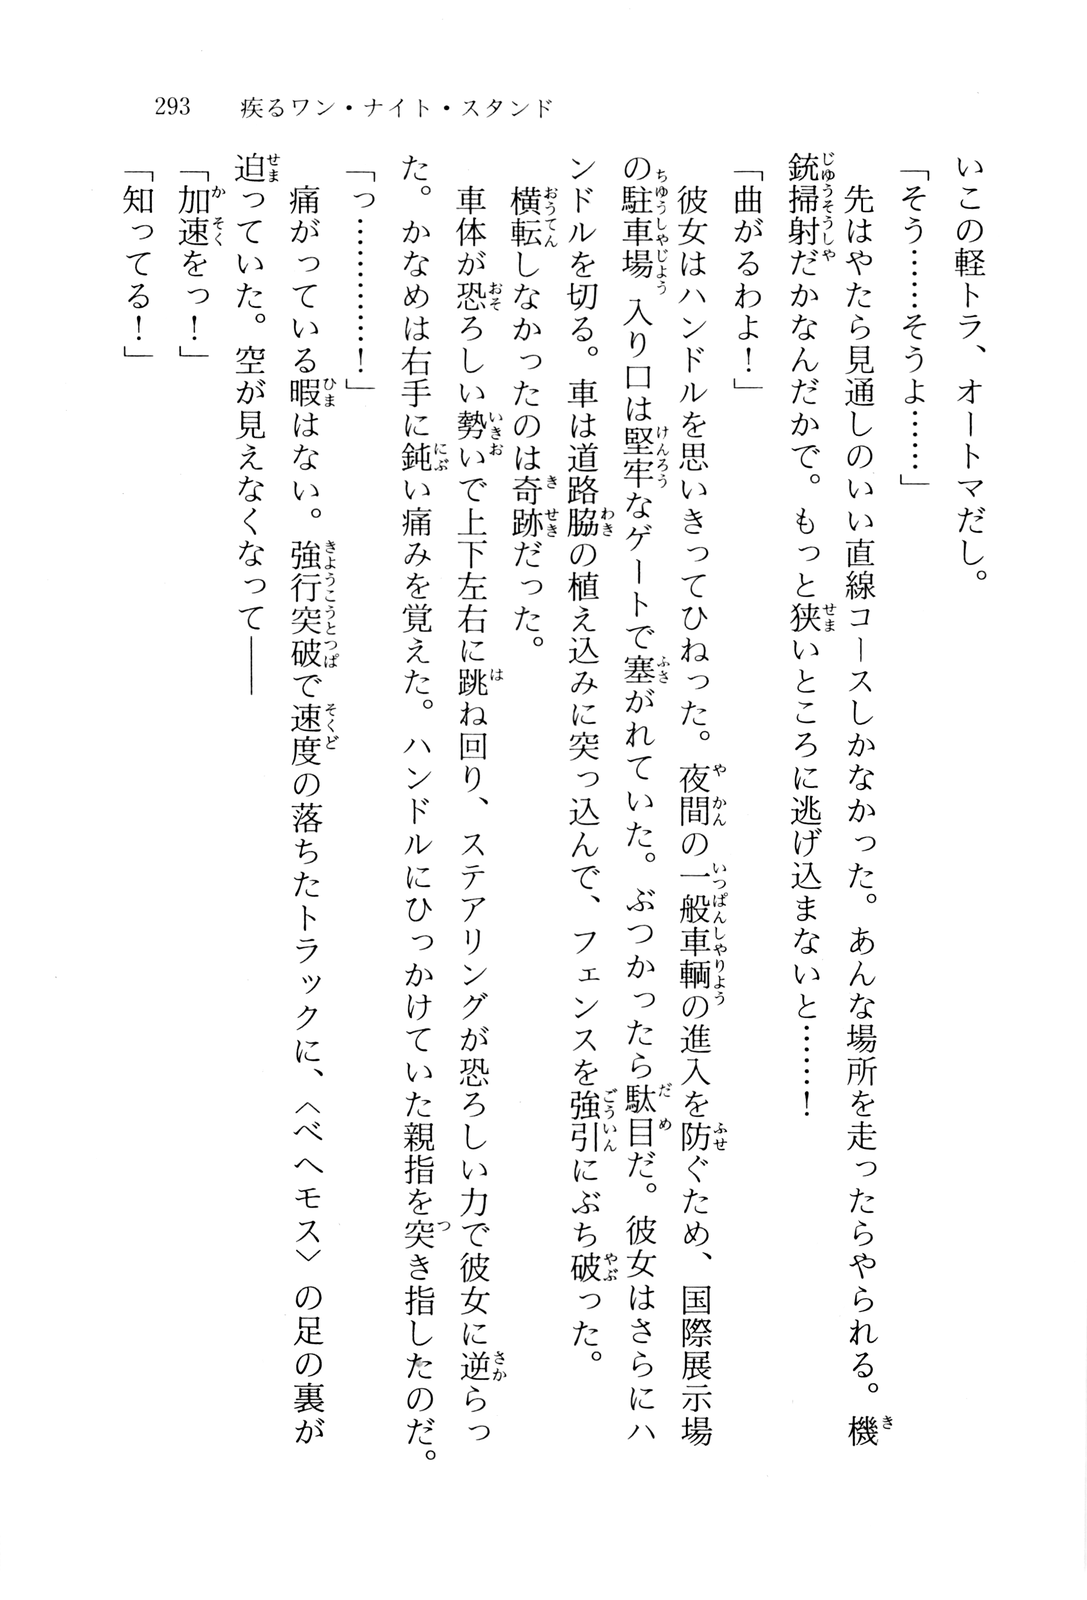 293　疾るワン・ナイト・スタンド
いこの軽トラ、オートマだし。
「そう……そうよ……」
　先はやたら見通しのいい直線コースしかなかった。あんな場所を走ったらやられる。機
銃掃射だかなんだかで。もっと狭いところに逃げ込まないと……！
「曲がるわよ！」
　彼女はハンドルを思いきってひねった。夜間の一般車輌の進入を防ぐため、国際展示場
の駐車場入り口は堅牢なゲートで塞がれていた。ぶつかったら駄目だ。彼女はさらにハ
ンドルを切る。車は道路脇の植え込みに突っ込んで、フェンスを強引にぶち破った。
　横転しなかったのは奇跡だった。
　車体が恐ろしい勢いで上下左右に跳ね回り、ステアリングが恐ろしい力で彼女に逆らっ
た。かなめは右手に鈍い痛みを覚えた。ハンドルにひっかけていた親指を突き指したのだ。
「っ…………！」
　痛がっている暇はない。強行突破で速度の落ちたトラックに、〈ベヘモス〉の足の裏が
迫っていた。空が見えなくなって――
「加速をっ！」
「知ってる！」